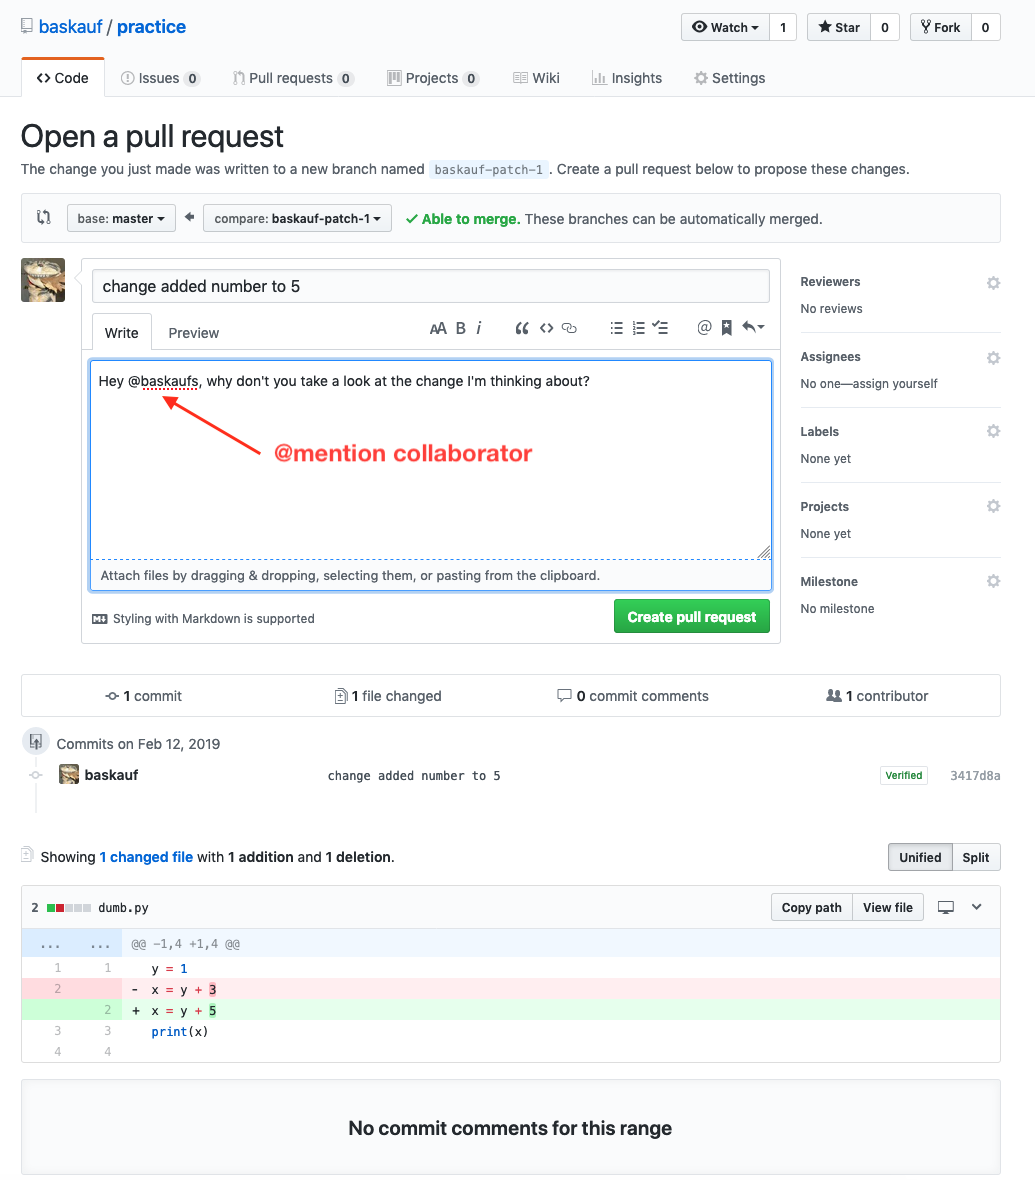 baskauf / practice
Watch 1 Star 0 Fork 0
Code Issues 0 Pull requests 0 Projects 0 Wiki Insights Settings
Open a pull request
The change you just made was written to a new branch named baskauf-patch-1. Create a pull request below to propose these changes.
base: master compare: baskauf-patch-1 Able to merge. These branches can be automatically merged.
change added number to 5
Write Preview AA B i @
Hey @baskaufs, why don't you take a look at the change I'm thinking about?
@mention collaborator
Attach files by dragging & dropping, selecting them, or pasting from the clipboard.
Styling with Markdown is supported
Create pull request
Reviewers
No reviews
Assignees
No one—assign yourself
Labels
None yet
Projects
None yet
Milestone
No milestone
1 commit 1 file changed 0 commit comments 1 contributor
Commits on Feb 12, 2019
baskauf change added number to 5 Verified 3417d8a
Showing 1 changed file with 1 addition and 1 deletion. Unified Split
2 dumb.py Copy path View file
... ... @@ -1,4 +1,4 @@
1 1 y = 1
2 - x = y + 3
2 + x = y + 5
3 3 print(x)
4 4
No commit comments for this range